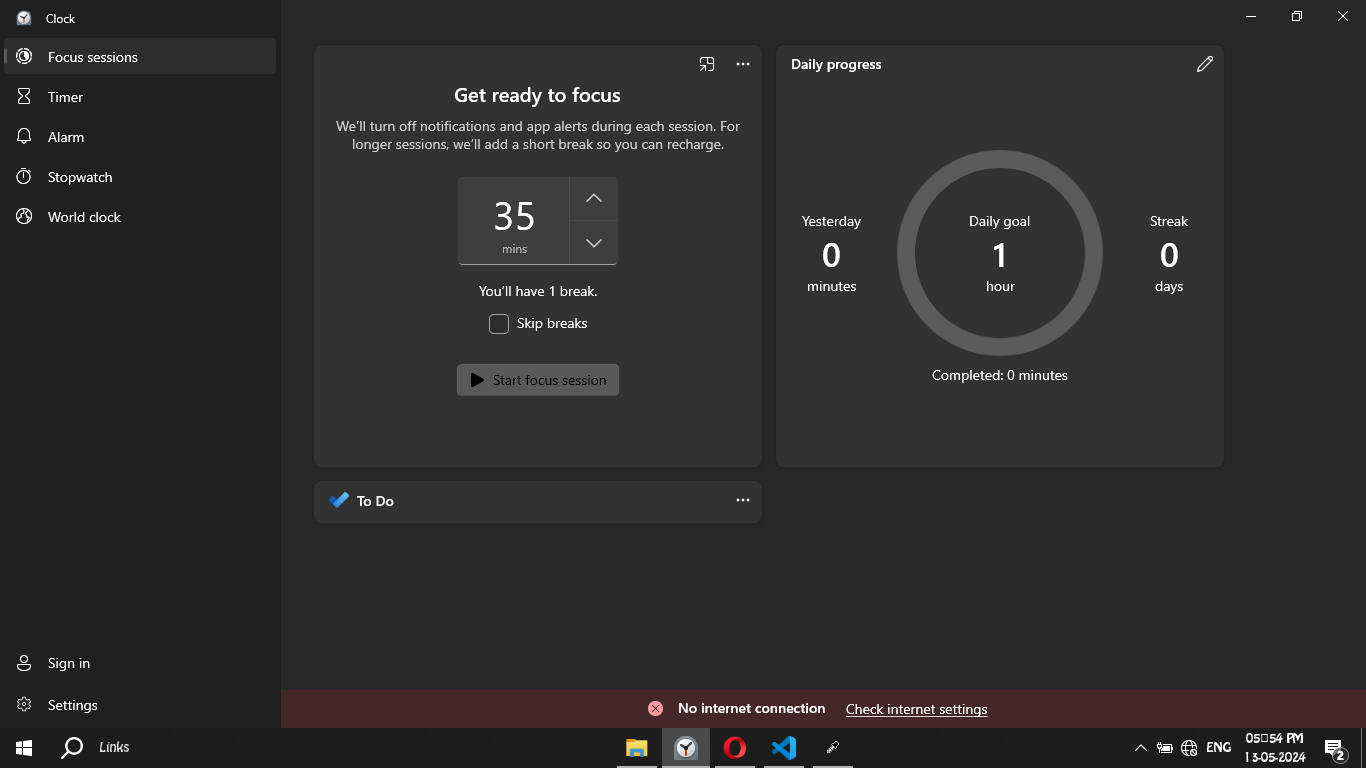 Clock
Focus sessions
Timer
Alarm
Stopwatch
World clock
Sign in
Settings
Get ready to focus
We'll turn off notifications and app alerts during each session. For
longer sessions, we'll add a short break so you can recharge.
35
mins
You'll have 1 break.
Skip breaks
Start focus session
Daily progress
Yesterday
0
minutes
Daily goal
1
hour
Streak
0
days
Completed: 0 minutes
To Do
No internet connection Check internet settings
Links
ENG
05□54 PM
13-05-2024
2